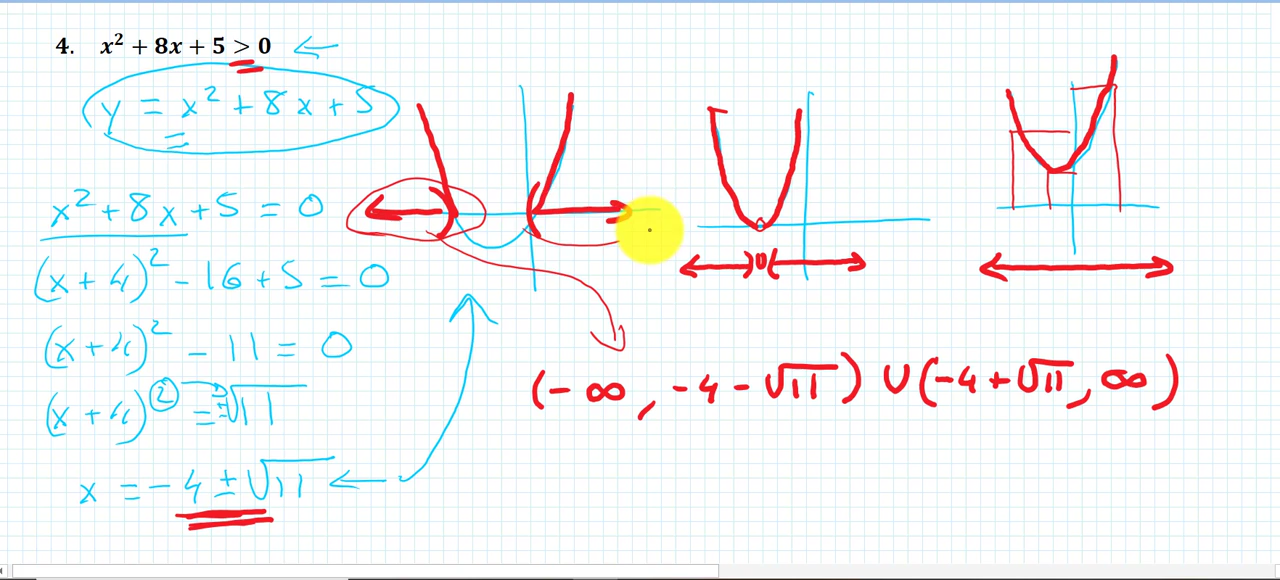 4. x² + 8x + 5 > 0 ←
y = x² + 8x + 5
x² + 8x + 5 = 0
(x + 4)² - 16 + 5 = 0
(x + 4)² - 11 = 0
(x + 4)² = ±√11
x = -4 ± √11 ←
(-∞, -4 - √11) ∪ (-4 + √11, ∞)